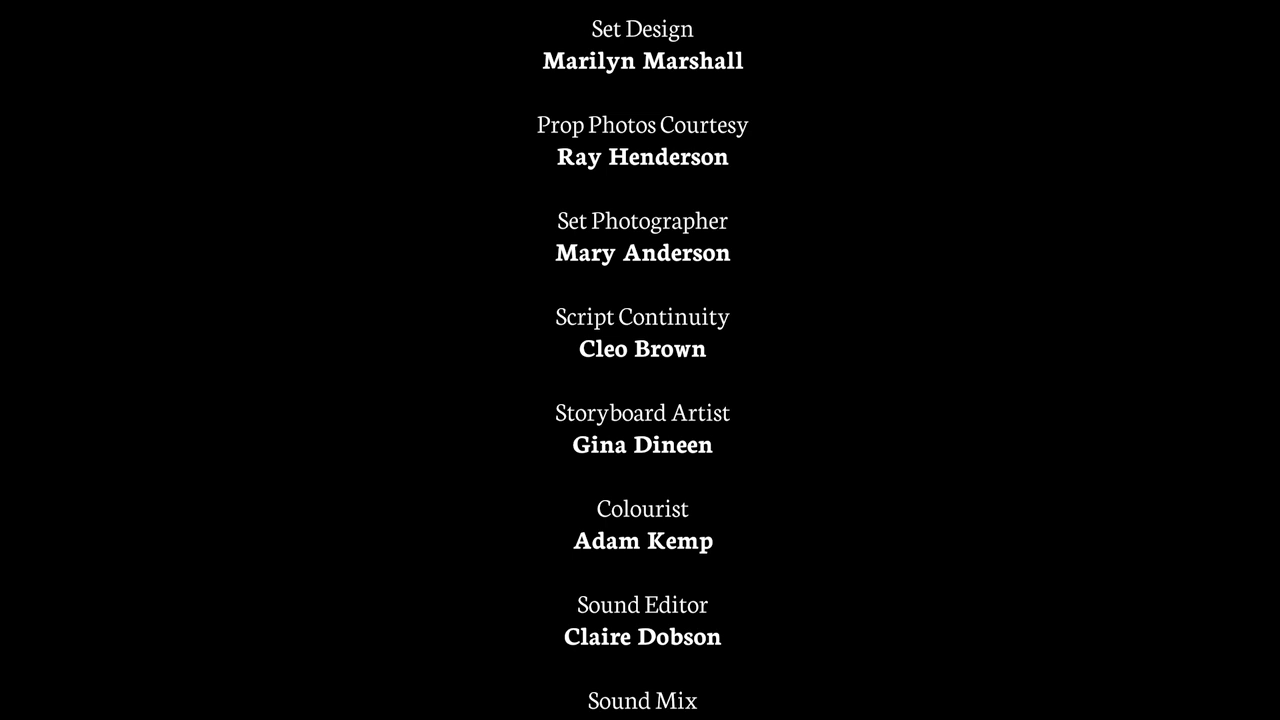 Set Design
Marilyn Marshall
Prop Photos Courtesy
Ray Henderson
Set Photographer
Mary Anderson
Script Continuity
Cleo Brown
Storyboard Artist
Gina Dineen
Colourist
Adam Kemp
Sound Editor
Claire Dobson
Sound Mix